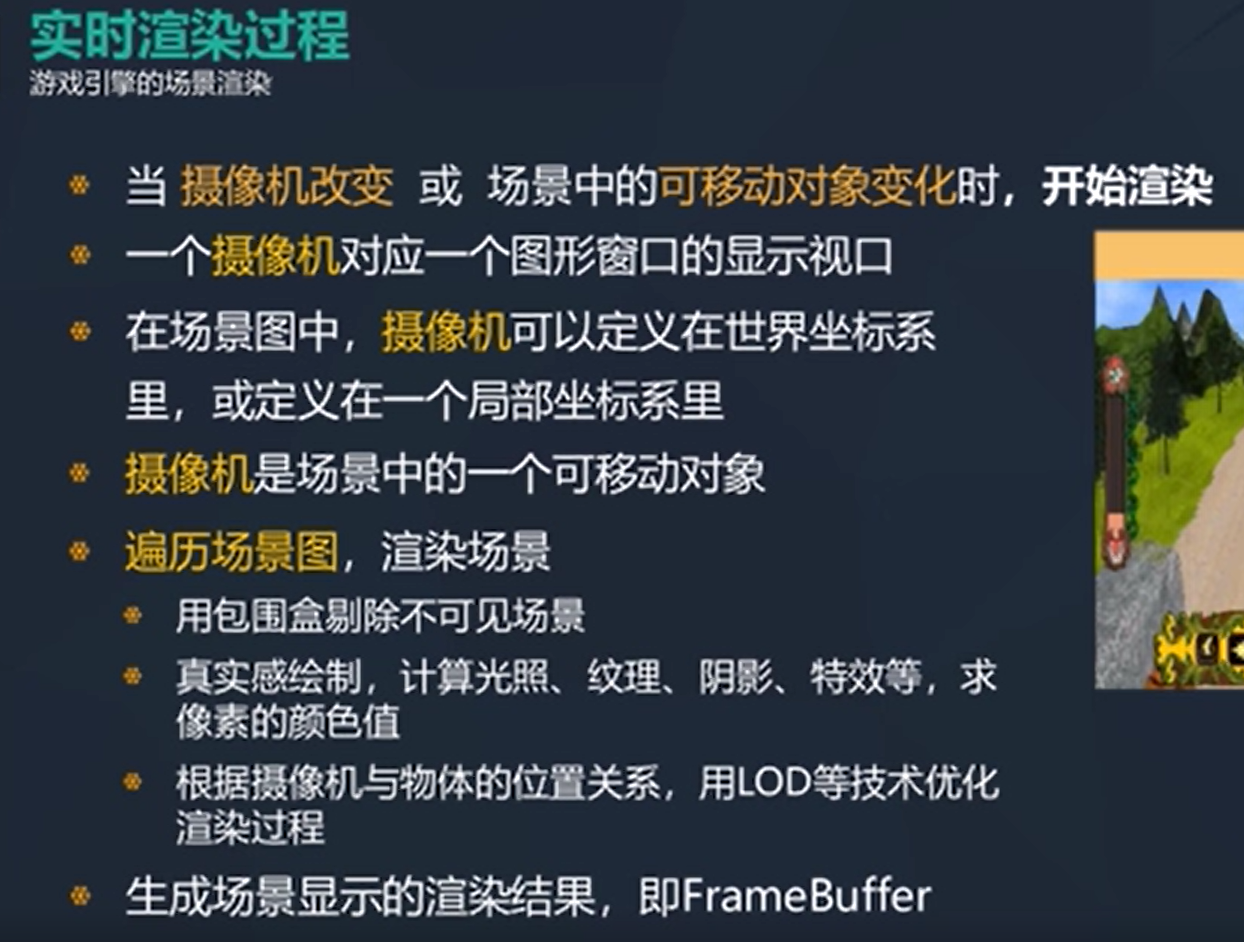 实时渲染过程
游戏引擎的场景渲染
当 摄像机改变 或 场景中的可移动对象变化时，开始渲染
一个摄像机对应一个图形窗口的显示视口
在场景图中，摄像机可以定义在世界坐标系
里，或定义在一个局部坐标系里
摄像机是场景中的一个可移动对象
遍历场景图，渲染场景
用包围盒剔除不可见场景
真实感绘制，计算光照、纹理、阴影、特效等，求
像素的颜色值
根据摄像机与物体的位置关系，用LOD等技术优化
渲染过程
生成场景显示的渲染结果，即FrameBuffer